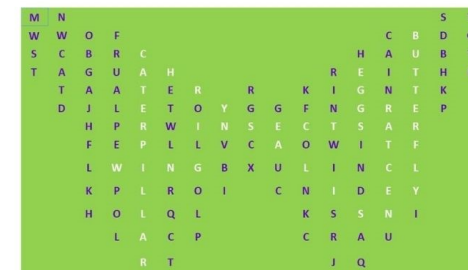 M N S
W W O F C B D
S C B R C H A U B
T A G U A H R E I T H
T A A T E R R K I G N T K
D J L E T O Y G G F N G R E P
H P R W I N S E C T S A R
F E P L L V C A O W I T F
L W I N G B X U L I N C L
K P L R O I C N I D E Y
H O L Q L K S S N I
L A C P C R A U
R T J Q